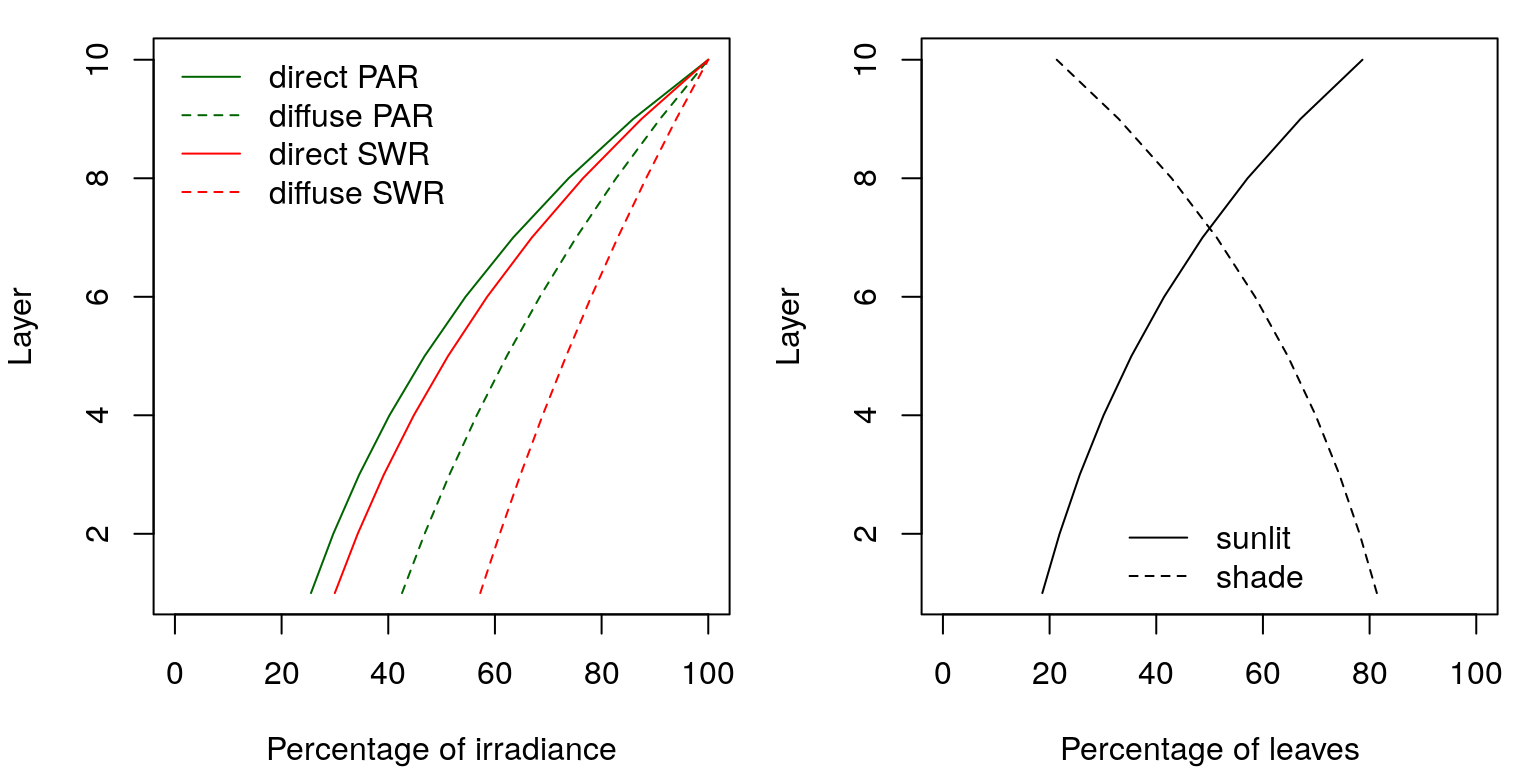 direct PAR
diffuse PAR
direct SWR
diffuse SWR
Layer
10
8
6
4
2
0 20 40 60 80 100
Percentage of irradiance
Layer
10
8
6
4
2
sunlit
shade
0 20 40 60 80 100
Percentage of leaves